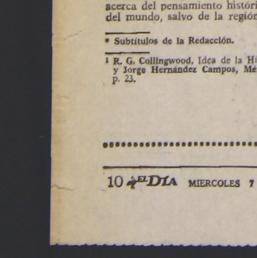 acerca del pensamiento históri
del mundo, salvo de la región
* Subtítulos de la Redacción.
1 R. G. Collingwood, Idea de la Hi
y Jorge Hernández Campos, Mé
p. 23.
10 EL DIA MIERCOLES 7